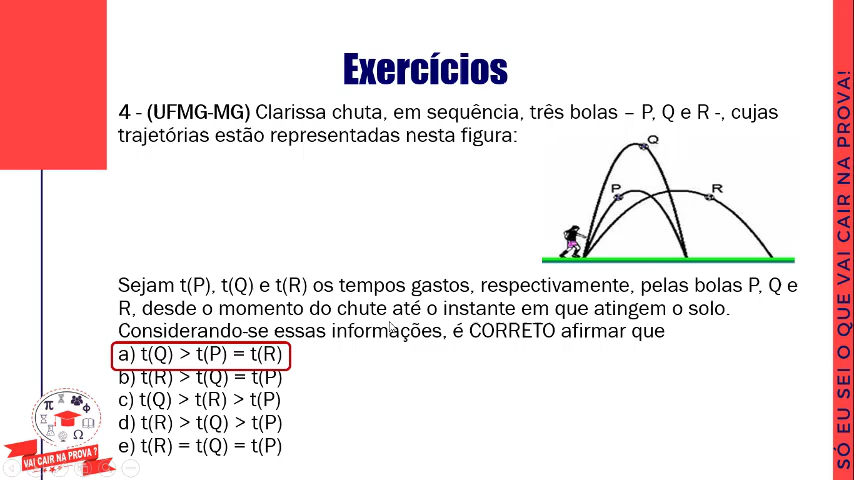 Exercícios
4 - (UFMG-MG) Clarissa chuta, em sequência, três bolas – P, Q e R -, cujas
trajetórias estão representadas nesta figura:
Q
P
R
Sejam t(P), t(Q) e t(R) os tempos gastos, respectivamente, pelas bolas P, Q e
R, desde o momento do chute até o instante em que atingem o solo.
Considerando-se essas informações, é CORRETO afirmar que
a) t(Q) > t(P) = t(R)
b) t(R) > t(Q) = t(P)
c) t(Q) > t(R) > t(P)
d) t(R) > t(Q) > t(P)
e) t(R) = t(Q) = t(P)
π
Φ
Ω
VAI CAIR NA PROVA ?
SÓ EU SEI O QUE VAI CAIR NA PROVA!